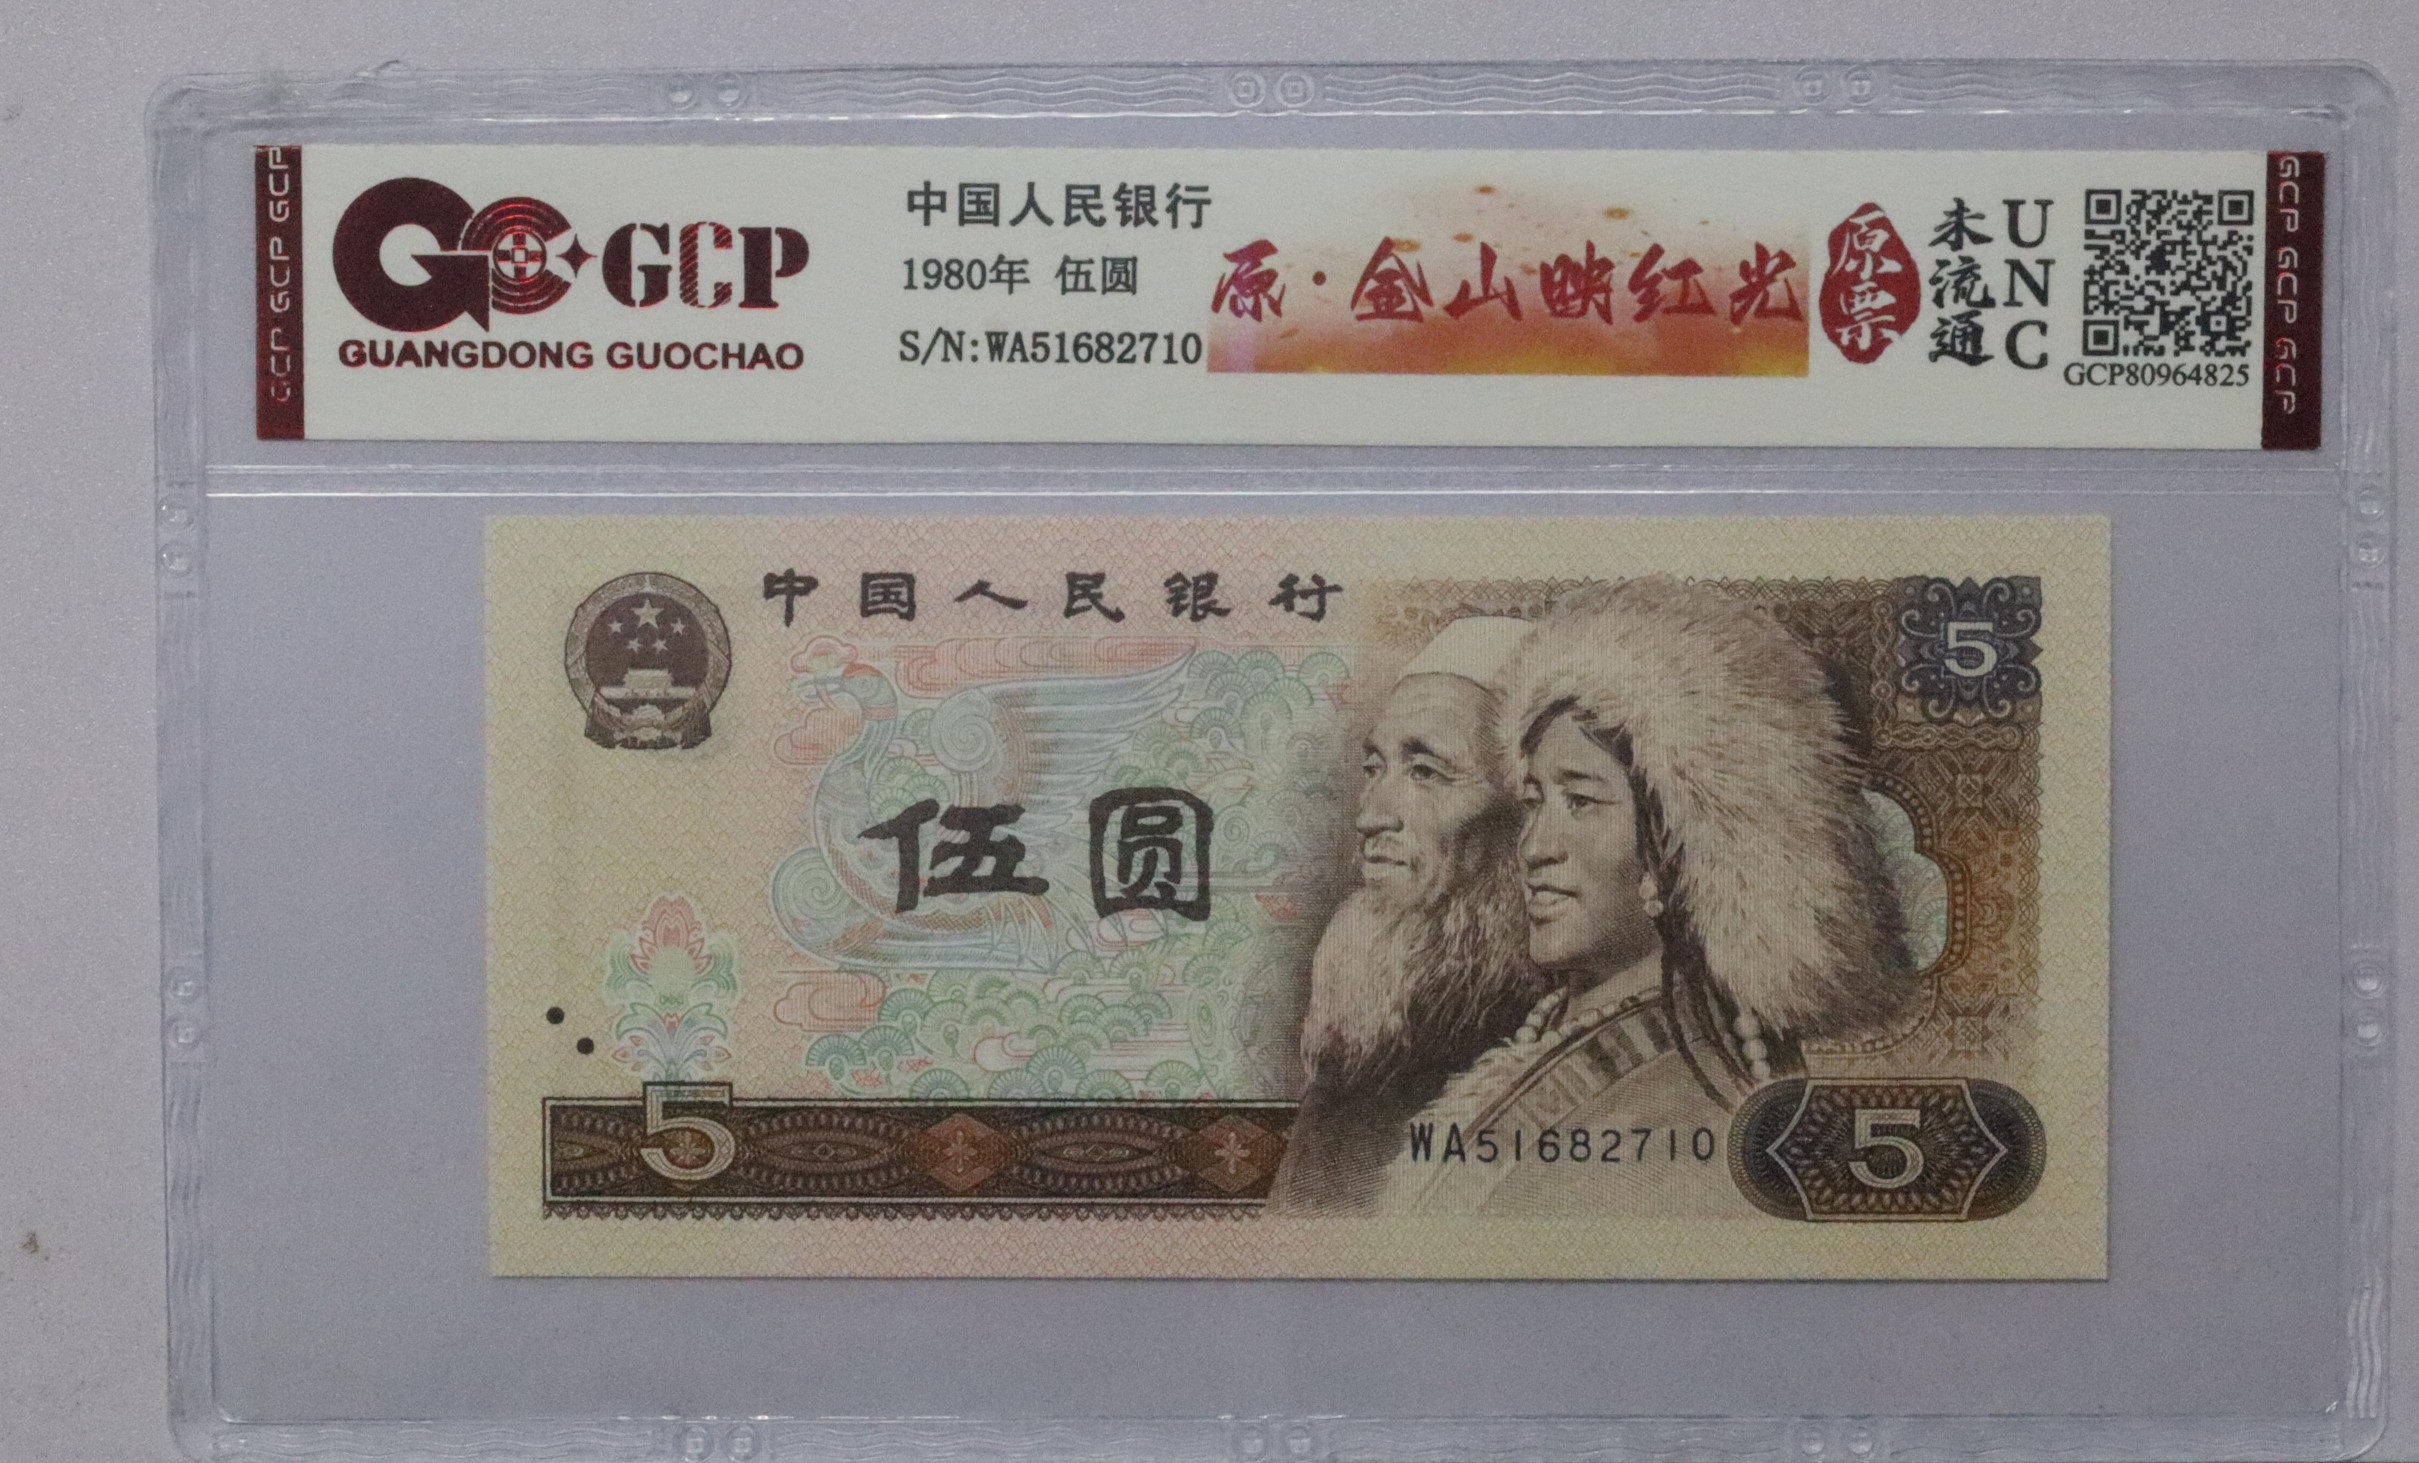 GCP GCP GCP
GCP
GUANGDONG GUOCHAO
中国人民银行
1980年 伍圆
S/N:WA51682710
原·金山映红光
原票
未流通
UNC
GCP80964825
GCP GCP GCP
中国人民银行
5
伍圆
5
WA51682710
5